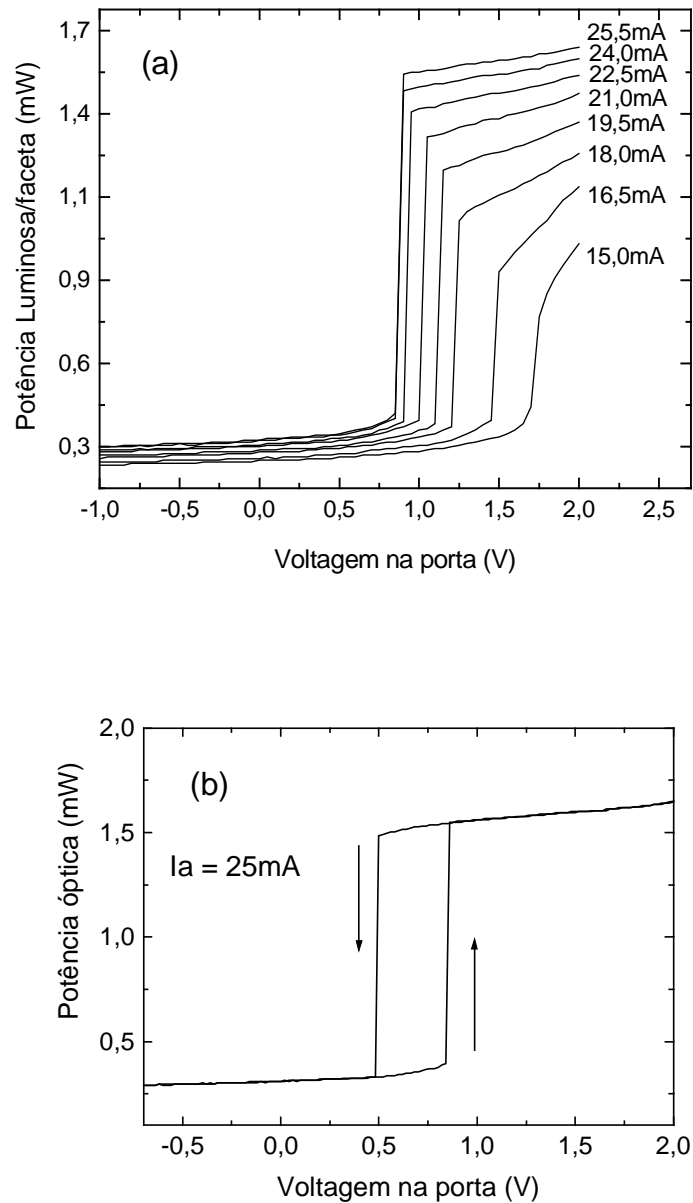 (a)
25,5mA
24,0mA
22,5mA
21,0mA
19,5mA
18,0mA
16,5mA
15,0mA
Potência Luminosa/faceta (mW)
1,7
1,4
1,1
0,9
0,6
0,3
-1,0 -0,5 0,0 0,5 1,0 1,5 2,0 2,5
Voltagem na porta (V)
(b)
Ia = 25mA
Potência óptica (mW)
2,0
1,5
1,0
0,5
-0,5 0,0 0,5 1,0 1,5 2,0
Voltagem na porta (V)